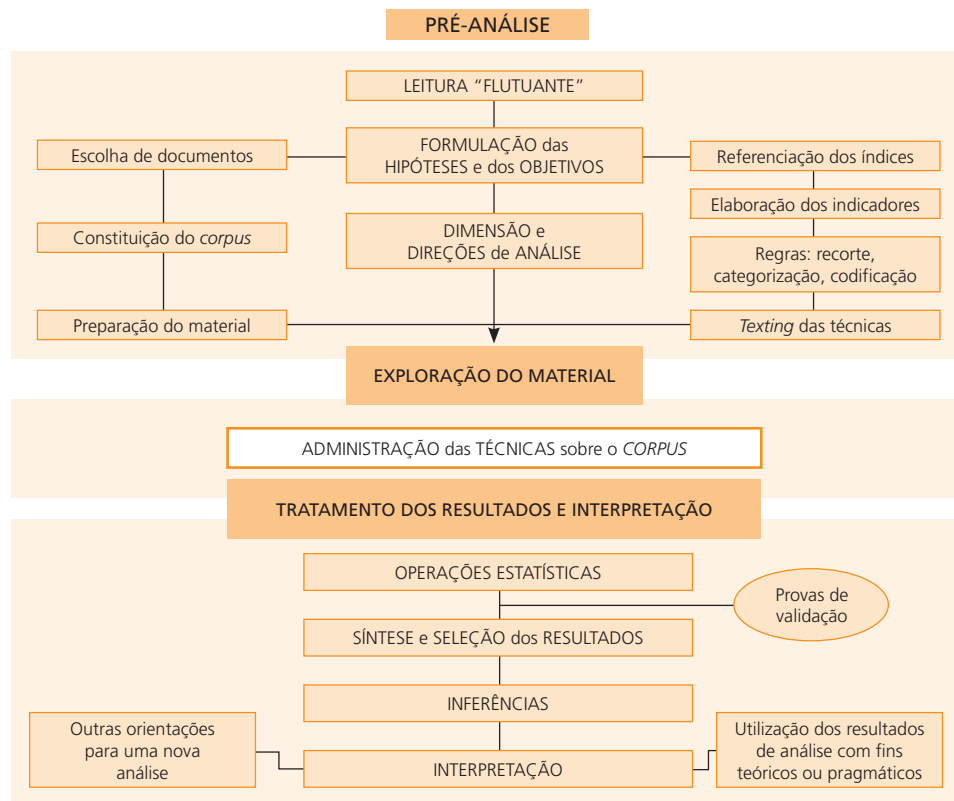 PRÉ-ANÁLISE
LEITURA “FLUTUANTE”
Escolha de documentos
FORMULAÇÃO das
HIPÓTESES e dos OBJETIVOS
Referenciação dos índices
Elaboração dos indicadores
Constituição do corpus
DIMENSÃO e
DIREÇÕES de ANÁLISE
Regras: recorte,
categorização, codificação
Preparação do material
Texting das técnicas
EXPLORAÇÃO DO MATERIAL
ADMINISTRAÇÃO das TÉCNICAS sobre o CORPUS
TRATAMENTO DOS RESULTADOS E INTERPRETAÇÃO
OPERAÇÕES ESTATÍSTICAS
Provas de
validação
SÍNTESE e SELEÇÃO dos RESULTADOS
INFERÊNCIAS
Outras orientações
para uma nova
análise
INTERPRETAÇÃO
Utilização dos resultados
de análise com fins
teóricos ou pragmáticos